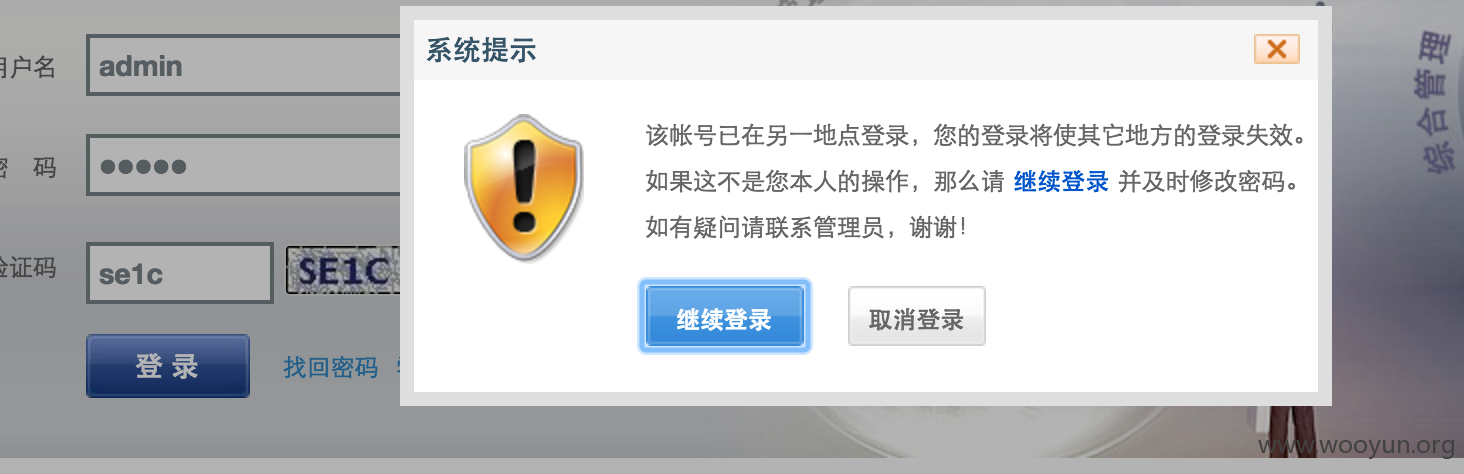 系统提示
用户名
admin
该帐号已在另一地点登录，您的登录将使其它地方的登录失效。
密 码
●●●●●
如果这不是您本人的操作，那么请 继续登录 并及时修改密码。
如有疑问请联系管理员，谢谢！
验证码
se1c
SE1C
继续登录
取消登录
登 录
找回密码
综合管理
www.wooyun.org